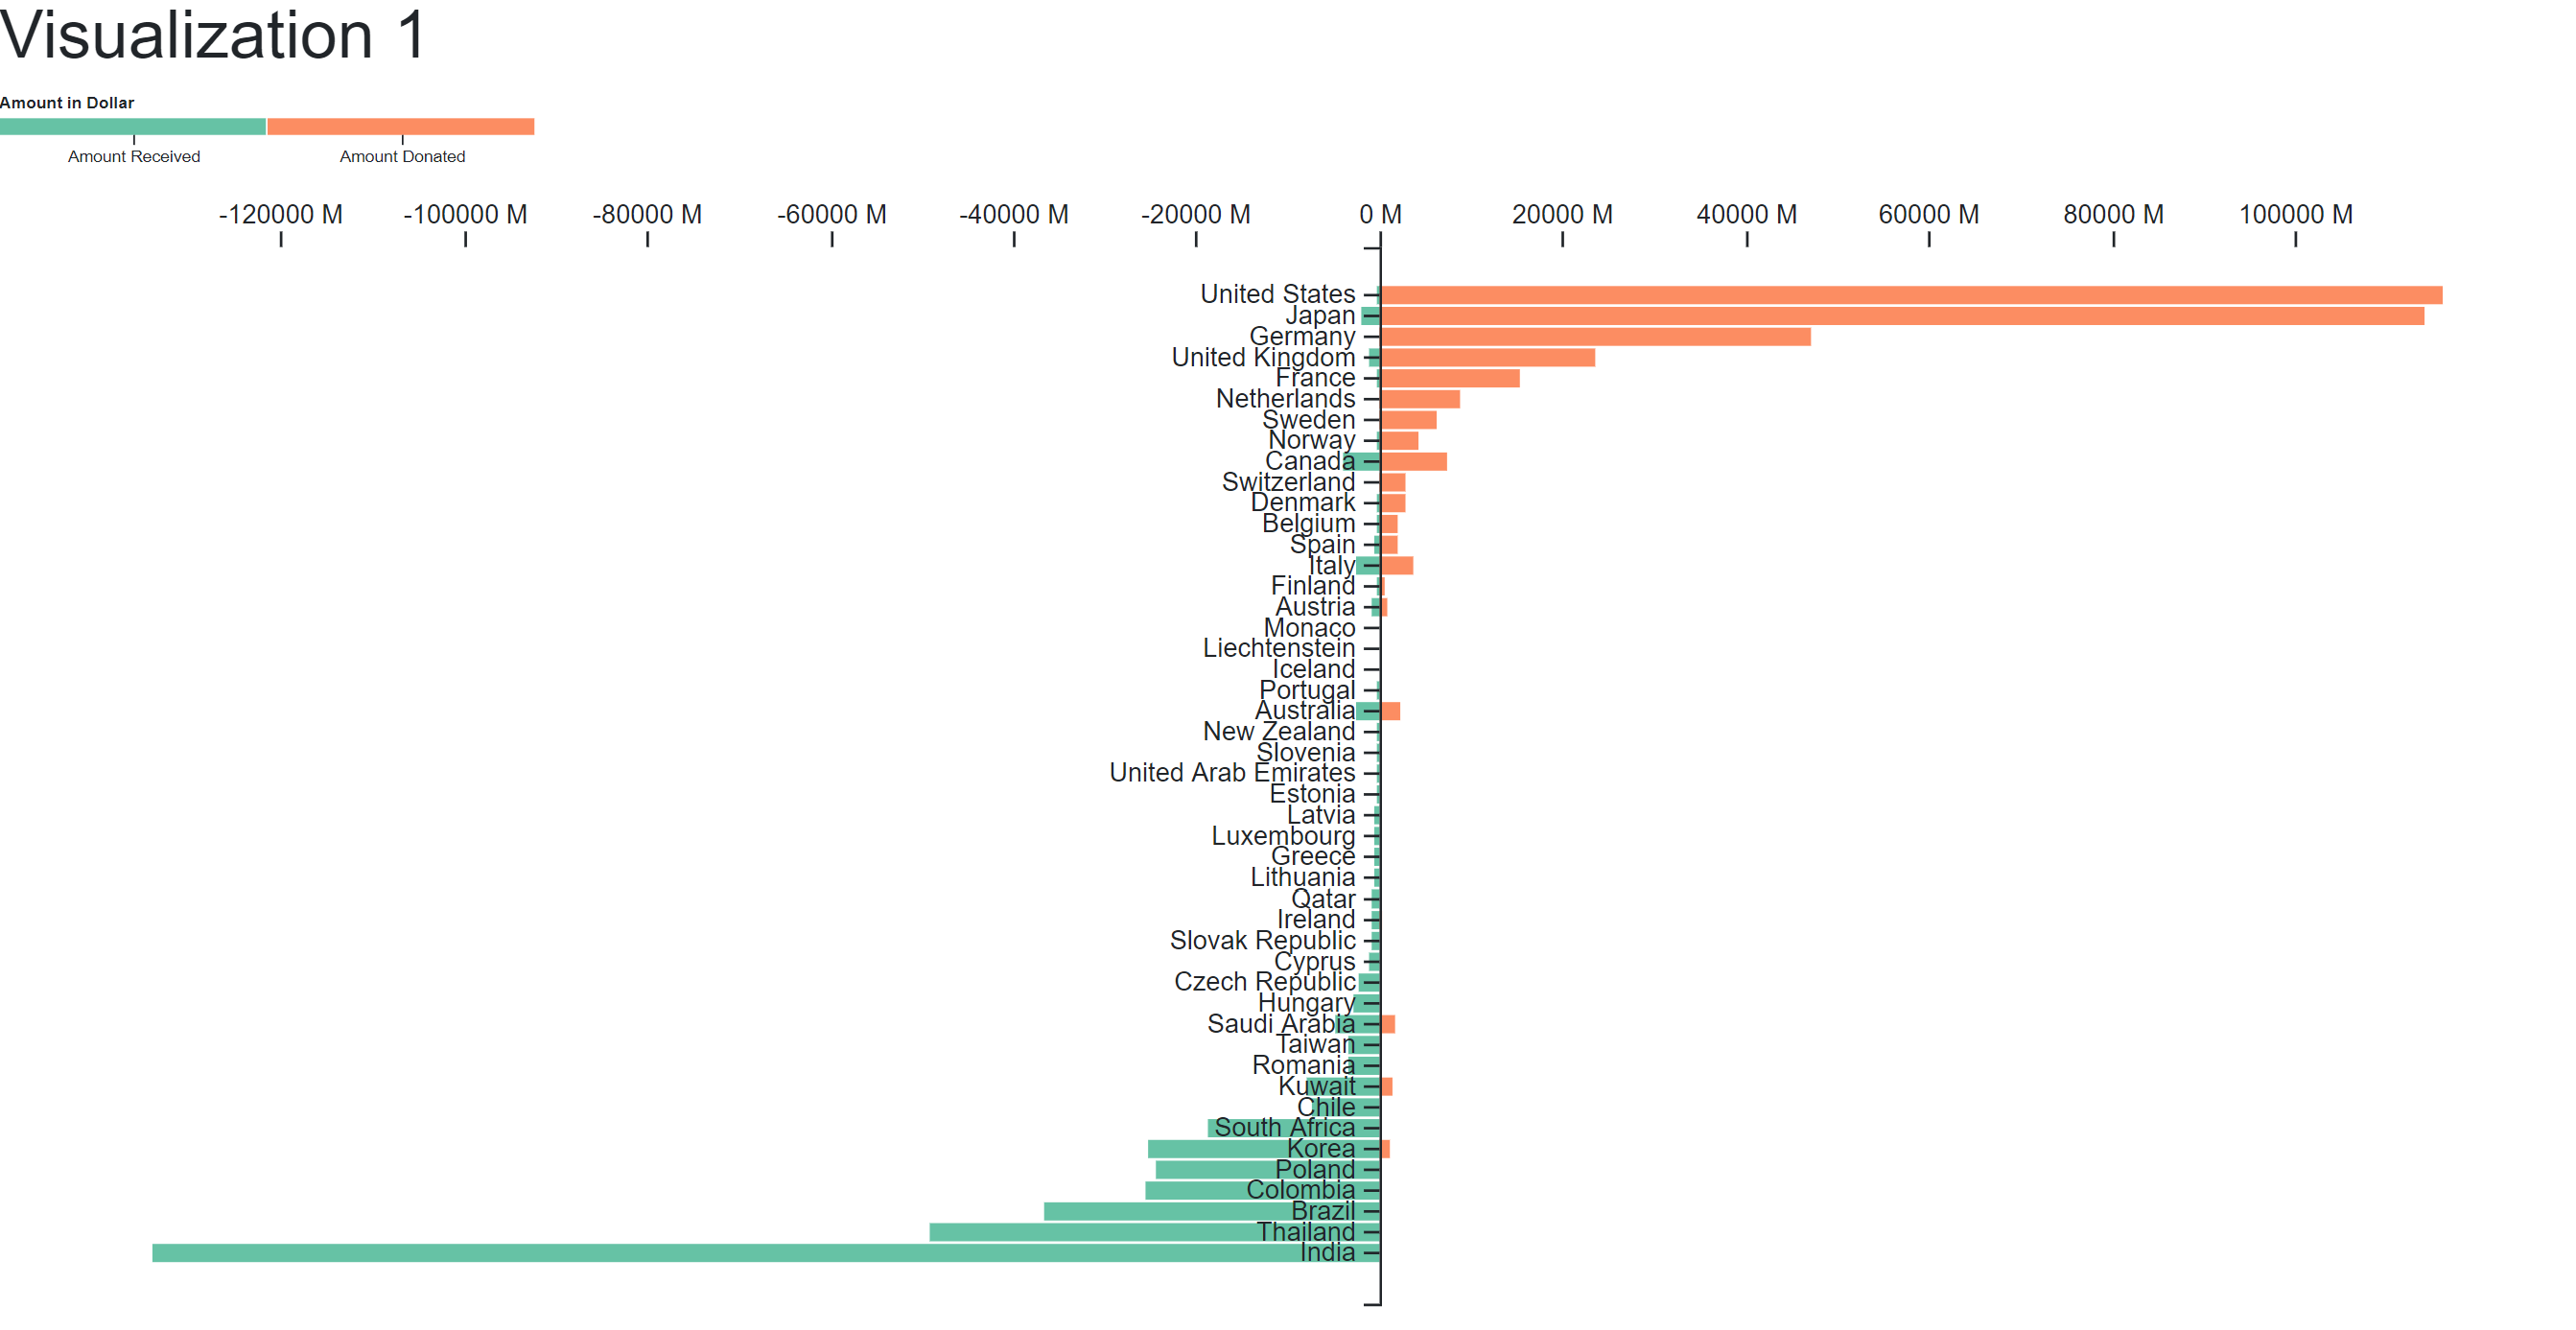 Visualization 1
Amount in Dollar
Amount Received Amount Donated
-120000 M -100000 M -80000 M -60000 M -40000 M -20000 M 0 M 20000 M 40000 M 60000 M 80000 M 100000 M
United States
Japan
Germany
United Kingdom
France
Netherlands
Sweden
Norway
Canada
Switzerland
Denmark
Belgium
Spain
Italy
Finland
Austria
Monaco
Liechtenstein
Iceland
Portugal
Australia
New Zealand
Slovenia
United Arab Emirates
Estonia
Latvia
Luxembourg
Greece
Lithuania
Qatar
Ireland
Slovak Republic
Cyprus
Czech Republic
Hungary
Saudi Arabia
Taiwan
Romania
Kuwait
Chile
South Africa
Korea
Poland
Colombia
Brazil
Thailand
India